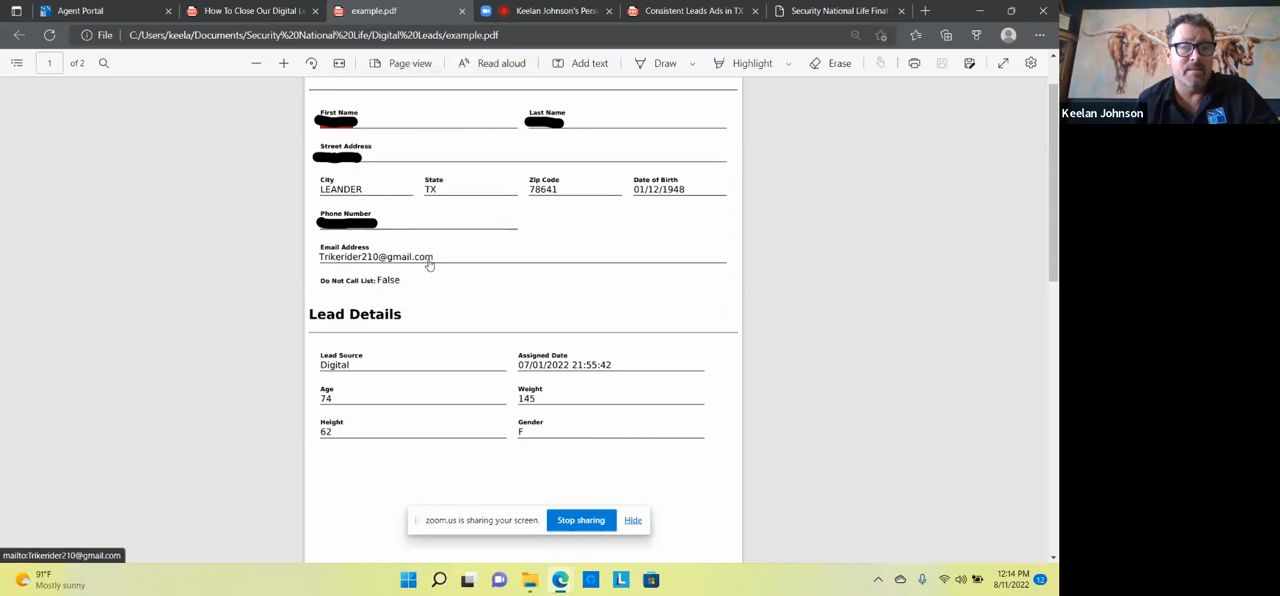 Agent Portal
How To Close Our Digital Le
example.pdf
Keelan Johnson's Pers
Consistent Leads Ads in TX
Security National Life Final
File
C:/Users/keela/Documents/Security%20National%20Life/Digital%20Leads/example.pdf
1 of 2
Page view
Read aloud
Add text
Draw
Highlight
Erase
Keelan Johnson
First Name
Last Name
Street Address
City
State
Zip Code
Date of Birth
LEANDER
TX
78641
01/12/1948
Phone Number
Email Address
Trikerider210@gmail.com
Do Not Call List: False
Lead Details
Lead Source
Assigned Date
Digital
07/01/2022 21:55:42
Age
Weight
74
145
Height
Gender
62
F
zoom.us is sharing your screen.
Stop sharing
Hide
mailto:Trikerider210@gmail.com
91°F
Mostly sunny
12:14 PM
8/11/2022
12